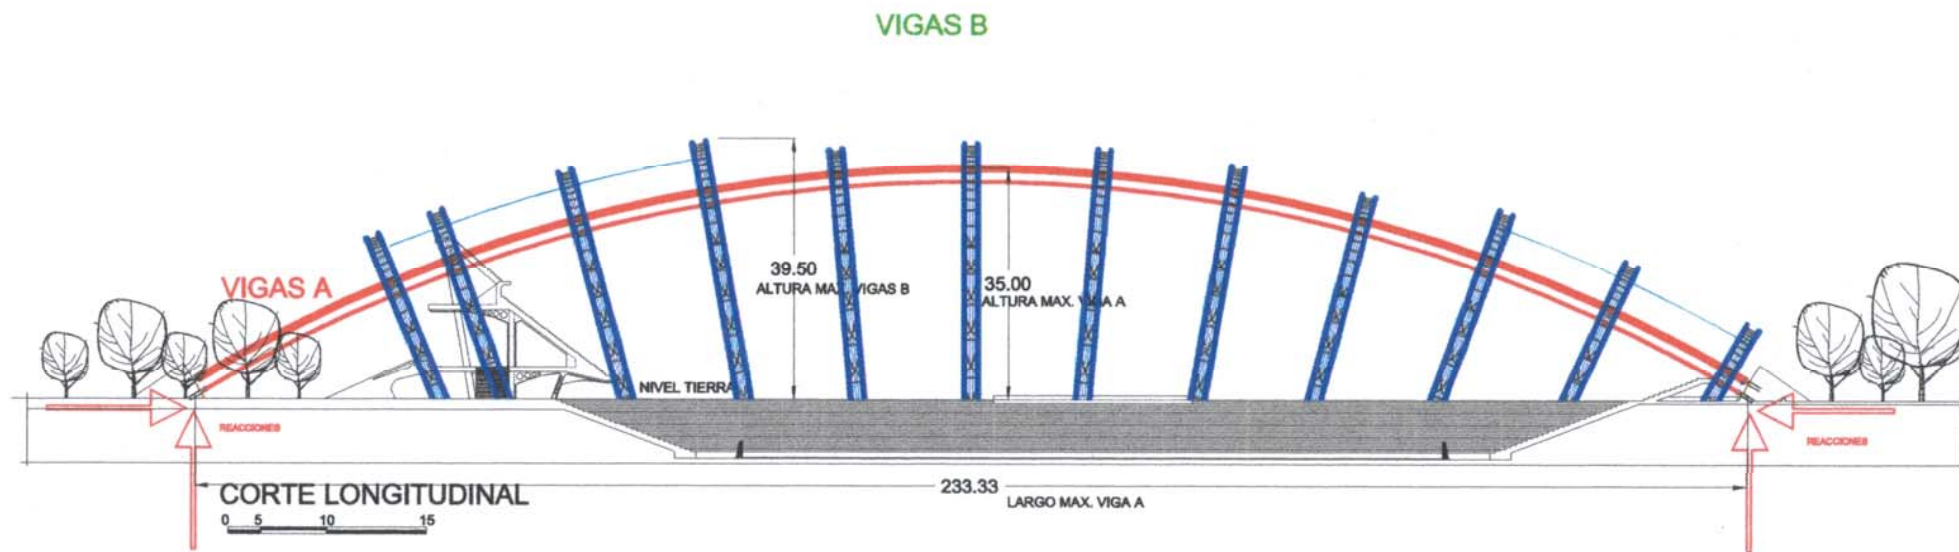 VIGAS B
39.50
ALTURA MAX. VIGAS B
35.00
ALTURA MAX. VIGA A
VIGAS A
NIVEL TIERRA
REACCIONES
REACCIONES
233.33
LARGO MAX. VIGA A
CORTE LONGITUDINAL
0 5 10 15